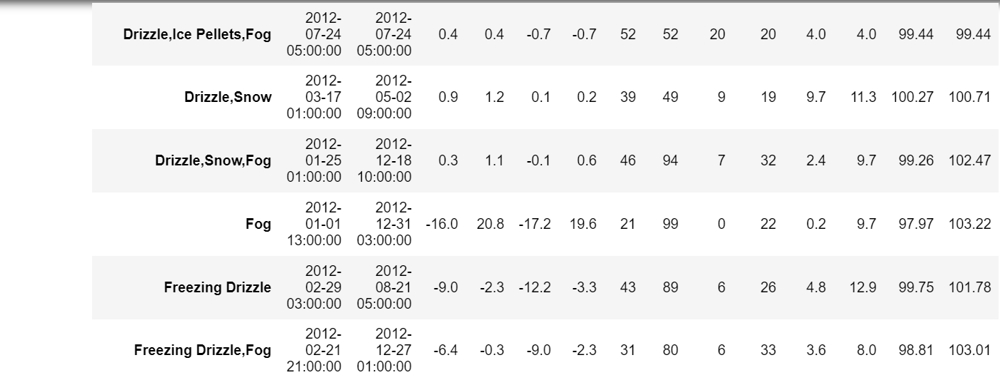 Drizzle,Ice Pellets,Fog 2012-07-24 05:00:00 2012-07-24 05:00:00 0.4 0.4 -0.7 -0.7 52 52 20 20 4.0 4.0 99.44 99.44
Drizzle,Snow 2012-03-17 01:00:00 2012-05-02 09:00:00 0.9 1.2 0.1 0.2 39 49 9 19 9.7 11.3 100.27 100.71
Drizzle,Snow,Fog 2012-01-25 01:00:00 2012-12-18 10:00:00 0.3 1.1 -0.1 0.6 46 94 7 32 2.4 9.7 99.26 102.47
Fog 2012-01-01 13:00:00 2012-12-31 03:00:00 -16.0 20.8 -17.2 19.6 21 99 0 22 0.2 9.7 97.97 103.22
Freezing Drizzle 2012-02-29 03:00:00 2012-08-21 05:00:00 -9.0 -2.3 -12.2 -3.3 43 89 6 26 4.8 12.9 99.75 101.78
Freezing Drizzle,Fog 2012-02-21 21:00:00 2012-12-27 01:00:00 -6.4 -0.3 -9.0 -2.3 31 80 6 33 3.6 8.0 98.81 103.01